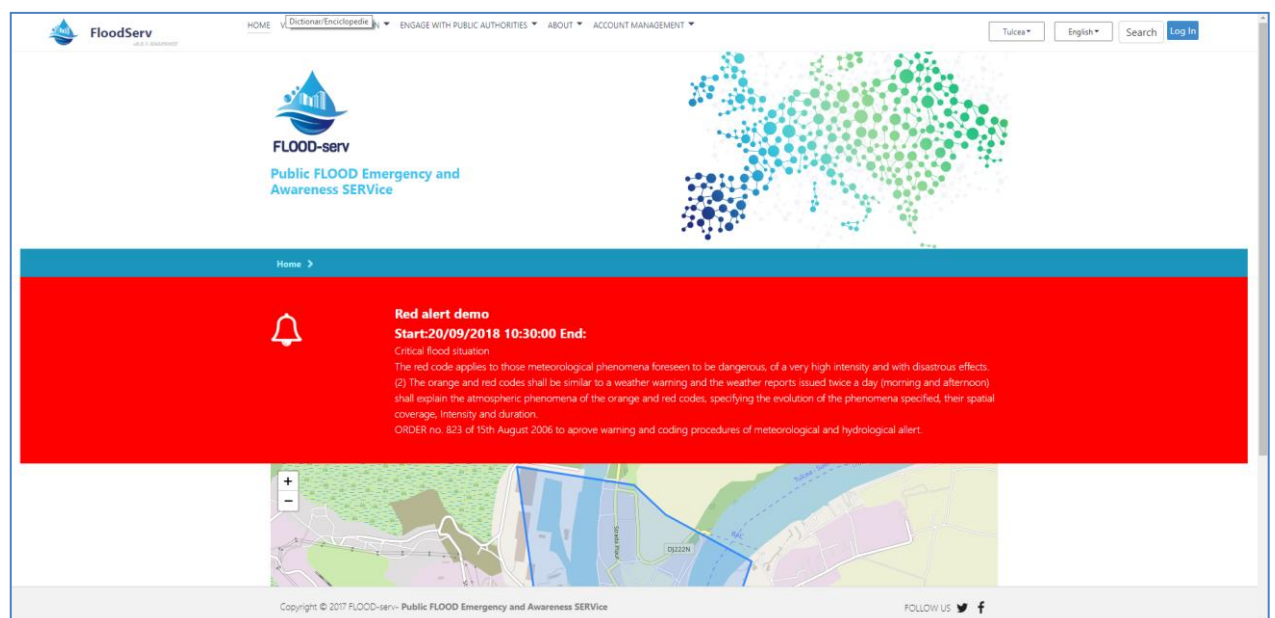 FloodServ
HOME V Dictionar/Enciclopedie N ENGAGE WITH PUBLIC AUTHORITIES ABOUT ACCOUNT MANAGEMENT
Tulcea English Search Log In
FLOOD-serv
Public FLOOD Emergency and
Awareness SERVice
Home
Red alert demo
Start:20/09/2018 10:30:00 End:
Critical flood situation
The red code applies to those meteorological phenomena foreseen to be dangerous, of a very high intensity and with disastrous effects.
(2) The orange and red codes shall be similar to a weather warning and the weather reports issued twice a day (morning and afternoon)
shall explain the atmospheric phenomena of the orange and red codes, specifying the evolution of the phenomena specified, their spatial
coverage, Intensity and duration.
ORDER no. 823 of 15th August 2006 to aprove warning and coding procedures of meteorological and hydrological allert.
+
−
DJ222N
BAC
Copyright © 2017 FLOOD-serv- Public FLOOD Emergency and Awareness SERVice
FOLLOW US